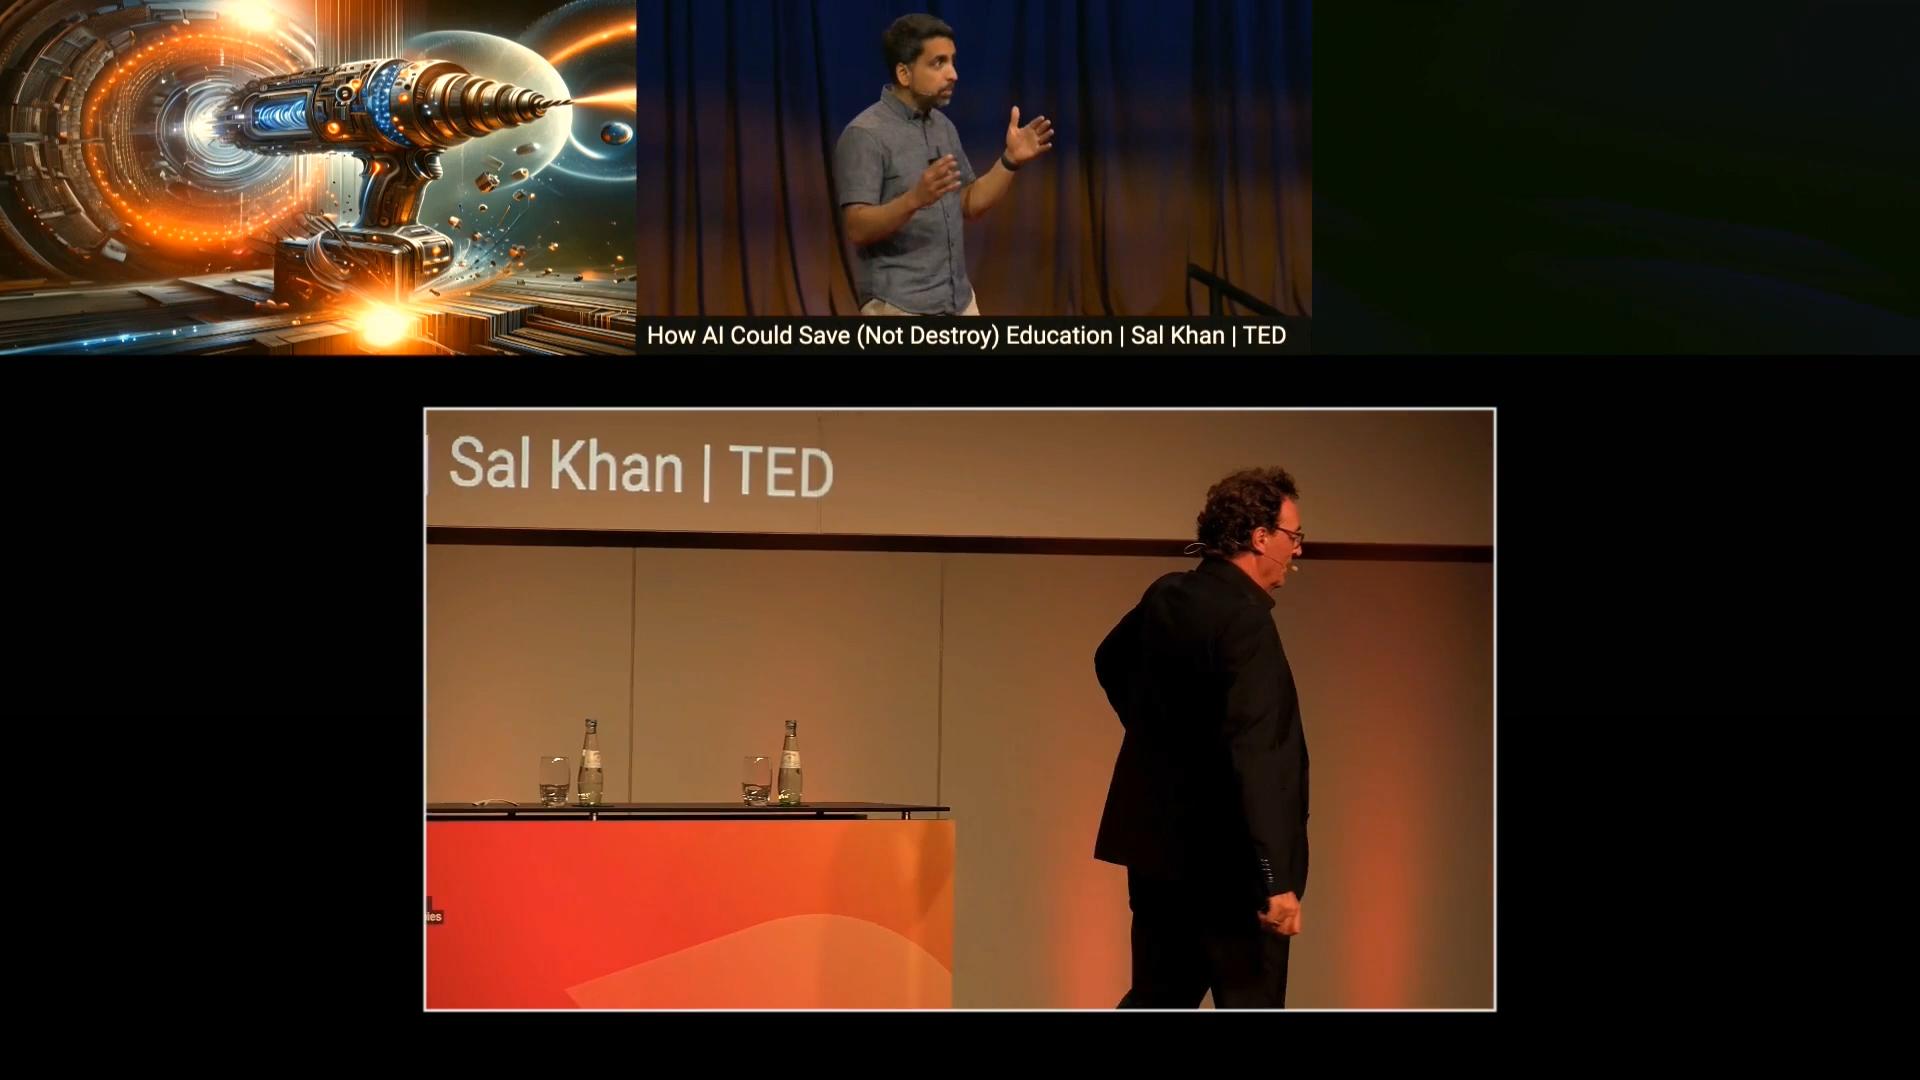 How AI Could Save (Not Destroy) Education | Sal Khan | TED
| Sal Khan | TED